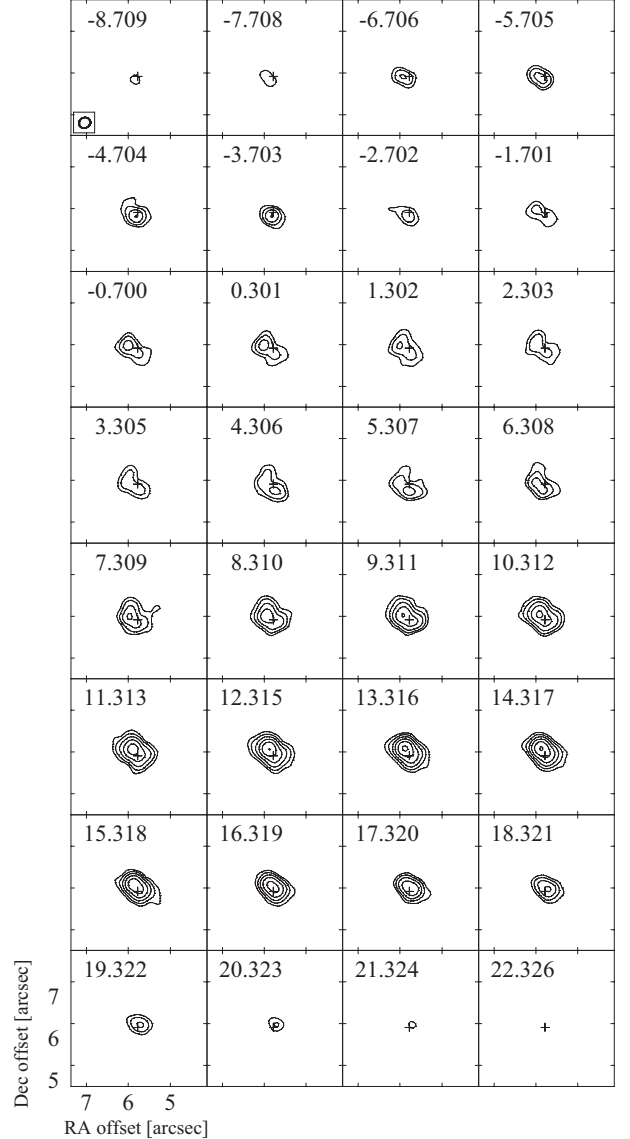 -8.709 -7.708 -6.706 -5.705
-4.704 -3.703 -2.702 -1.701
-0.700 0.301 1.302 2.303
3.305 4.306 5.307 6.308
7.309 8.310 9.311 10.312
11.313 12.315 13.316 14.317
15.318 16.319 17.320 18.321
19.322 20.323 21.324 22.326
Dec offset [arcsec]
7
6
5
7 6 5
RA offset [arcsec]